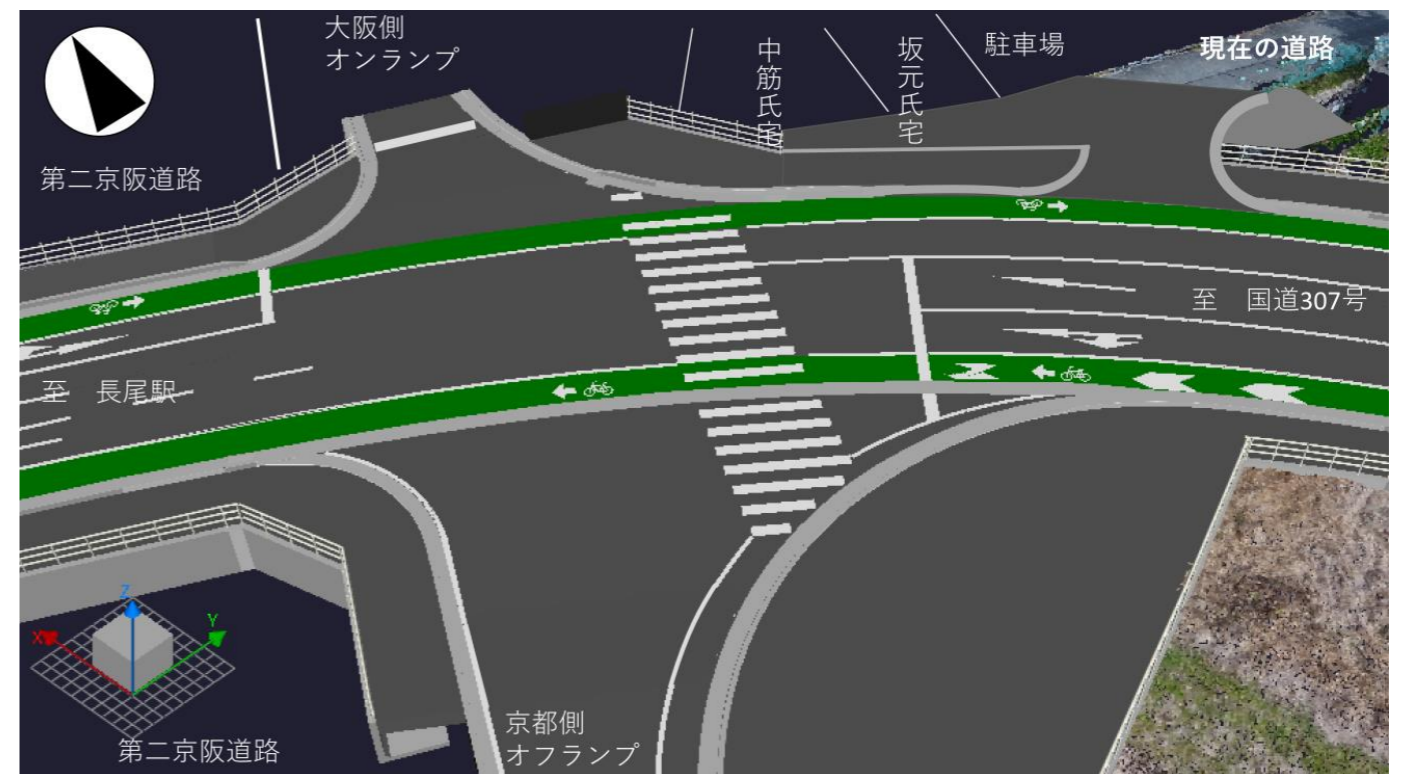 大阪側
オンランプ
中筋氏宅
坂元氏宅
駐車場
現在の道路
第二京阪道路
至 国道307号
至 長尾駅
Z
X
Y
京都側
オフランプ
第二京阪道路